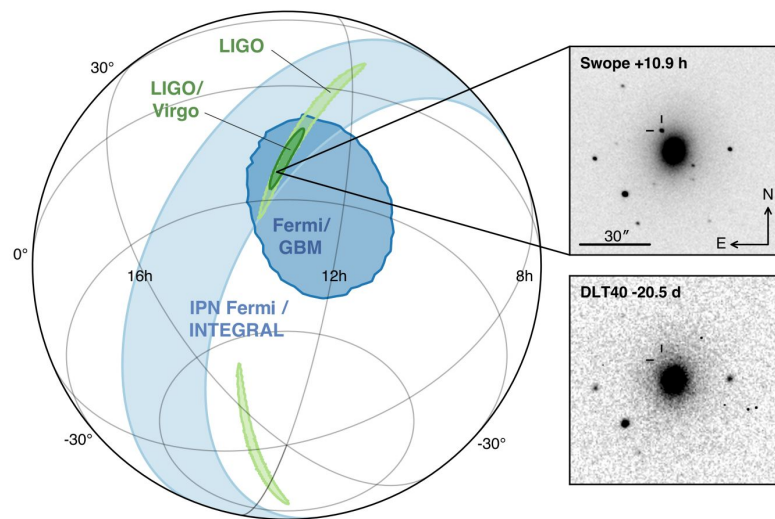 LIGO
30°
LIGO/
Virgo
Fermi/
GBM
0°
16h
12h
8h
IPN Fermi /
INTEGRAL
-30°
-30°
Swope +10.9 h
N
30″
E
DLT40 -20.5 d